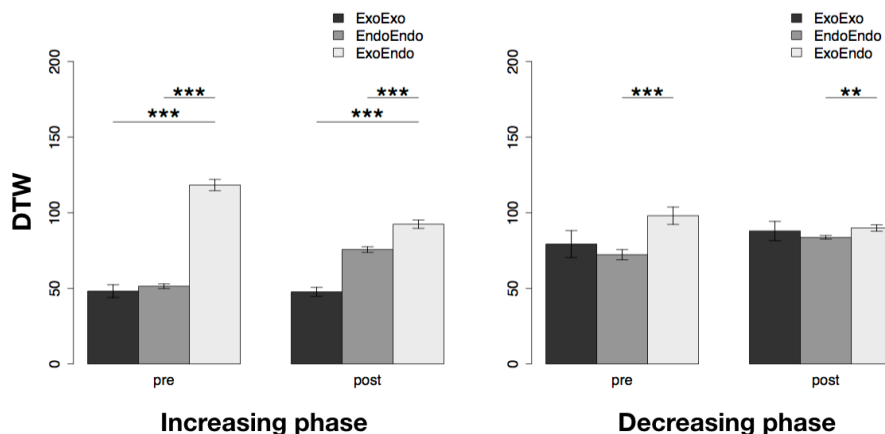 ExoExo
EndoEndo
ExoEndo
200
150
100
50
0
DTW
***
***
***
***
pre
post
Increasing phase
ExoExo
EndoEndo
ExoEndo
200
150
100
50
0
***
**
pre
post
Decreasing phase